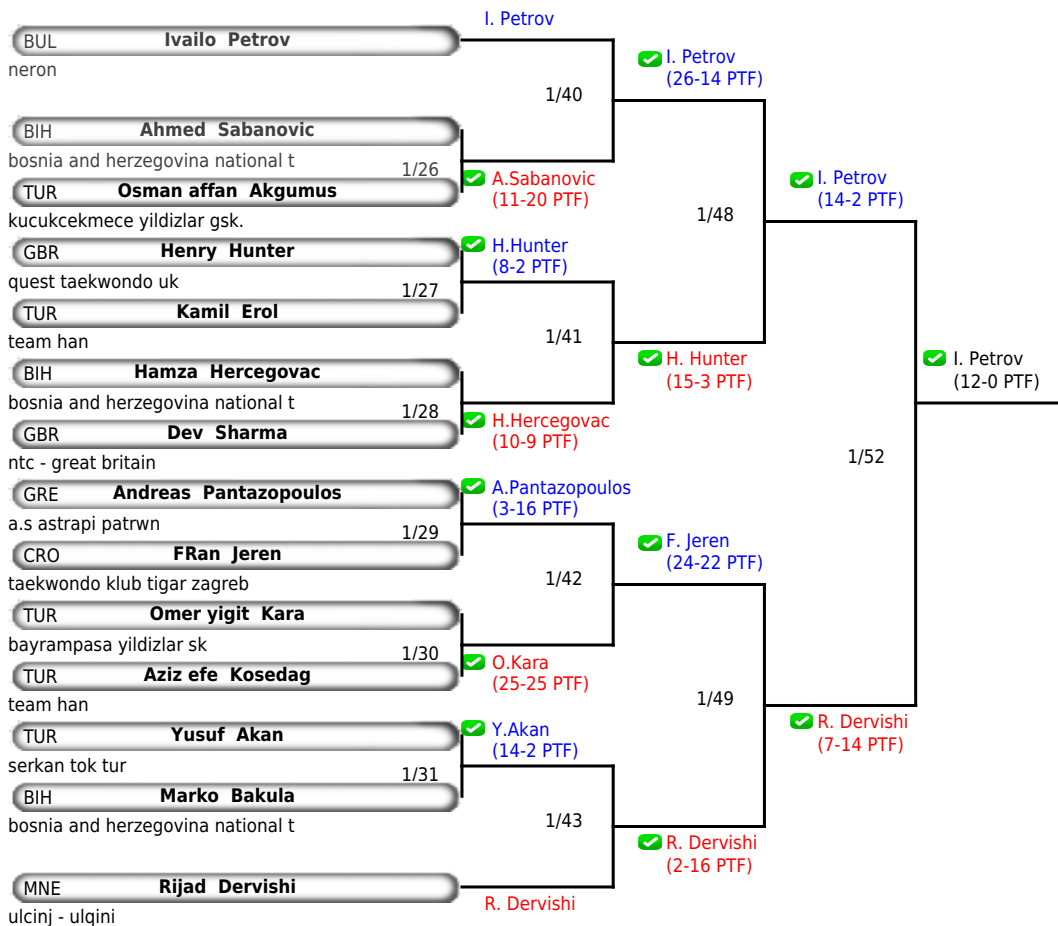 I. Petrov
BUL Ivailo Petrov
neron
I. Petrov
(26-14 PTF)
1/40
BIH Ahmed Sabanovic
bosnia and herzegovina national t
1/26
A.Sabanovic
(11-20 PTF)
TUR Osman affan Akgumus
kucukcekmece yildizlar gsk.
I. Petrov
(14-2 PTF)
1/48
GBR Henry Hunter
quest taekwondo uk
H.Hunter
(8-2 PTF)
1/27
TUR Kamil Erol
team han
1/41
H. Hunter
(15-3 PTF)
I. Petrov
(12-0 PTF)
BIH Hamza Hercegovac
bosnia and herzegovina national t
1/28
H.Hercegovac
(10-9 PTF)
GBR Dev Sharma
ntc - great britain
1/52
GRE Andreas Pantazopoulos
a.s astrapi patrwn
A.Pantazopoulos
(3-16 PTF)
1/29
CRO FRan Jeren
taekwondo klub tigar zagreb
F. Jeren
(24-22 PTF)
1/42
TUR Omer yigit Kara
bayrampasa yildizlar sk
1/30
O.Kara
(25-25 PTF)
TUR Aziz efe Kosedag
team han
1/49
TUR Yusuf Akan
serkan tok tur
Y.Akan
(14-2 PTF)
R. Dervishi
(7-14 PTF)
1/31
BIH Marko Bakula
bosnia and herzegovina national t
1/43
R. Dervishi
(2-16 PTF)
MNE Rijad Dervishi
ulcinj - ulqini
R. Dervishi